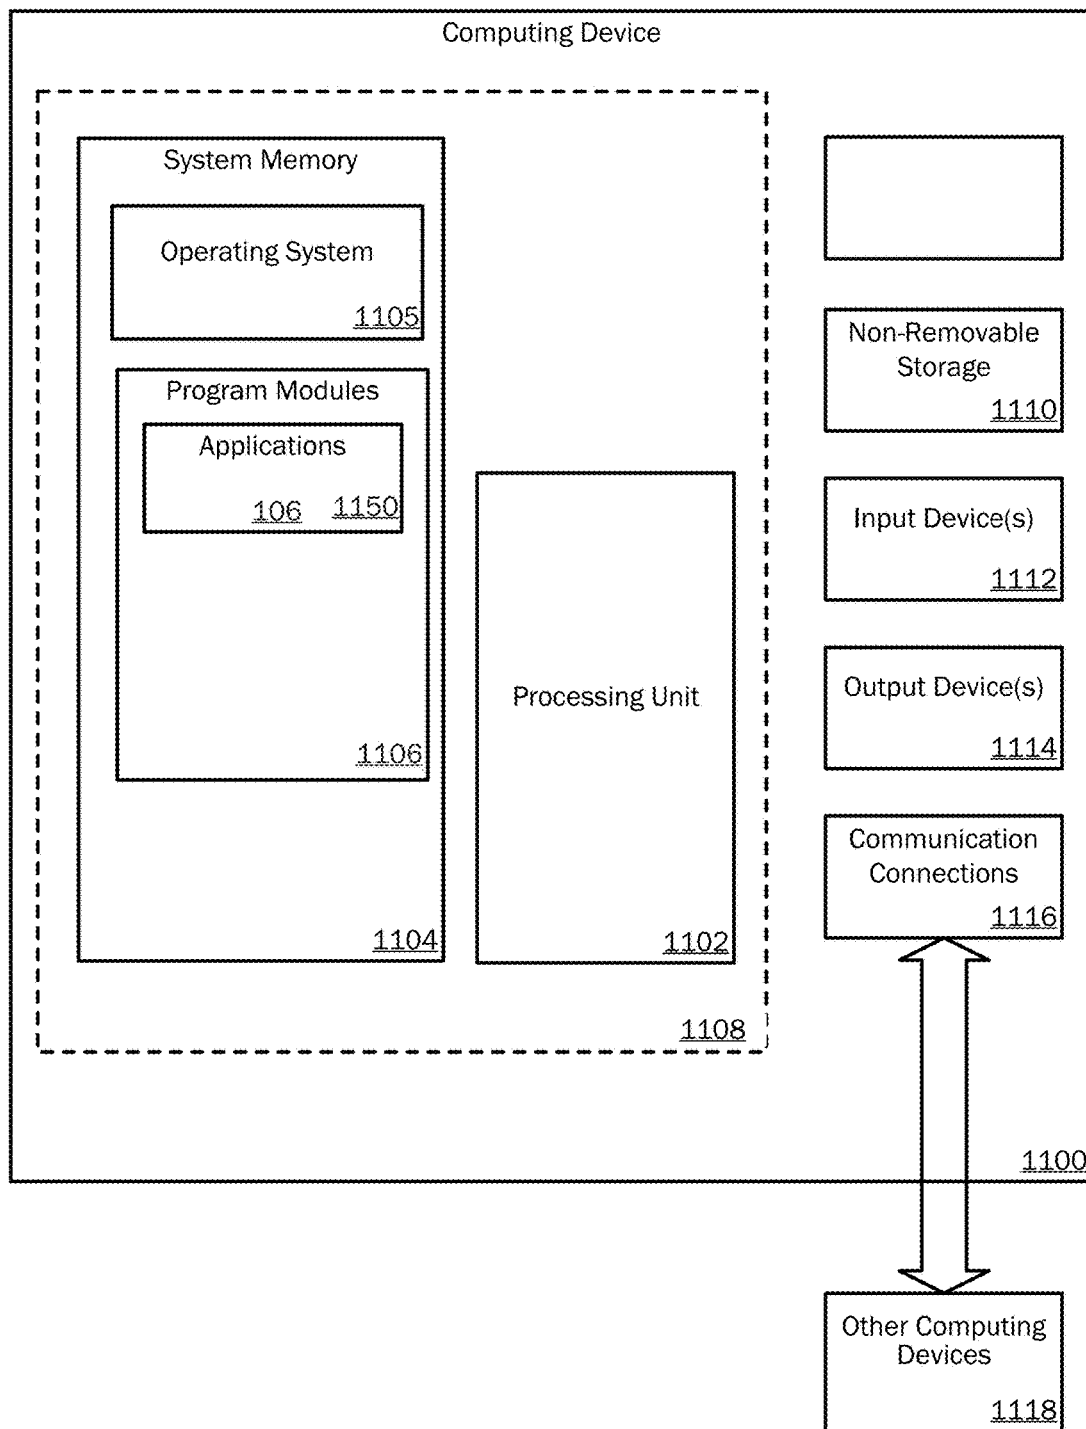 Computing Device
System Memory
Operating System
1105
Program Modules
Applications
106 1150
1106
1104
Processing Unit
1102
1108
Non-Removable
Storage
1110
Input Device(s)
1112
Output Device(s)
1114
Communication
Connections
1116
1100
Other Computing
Devices
1118